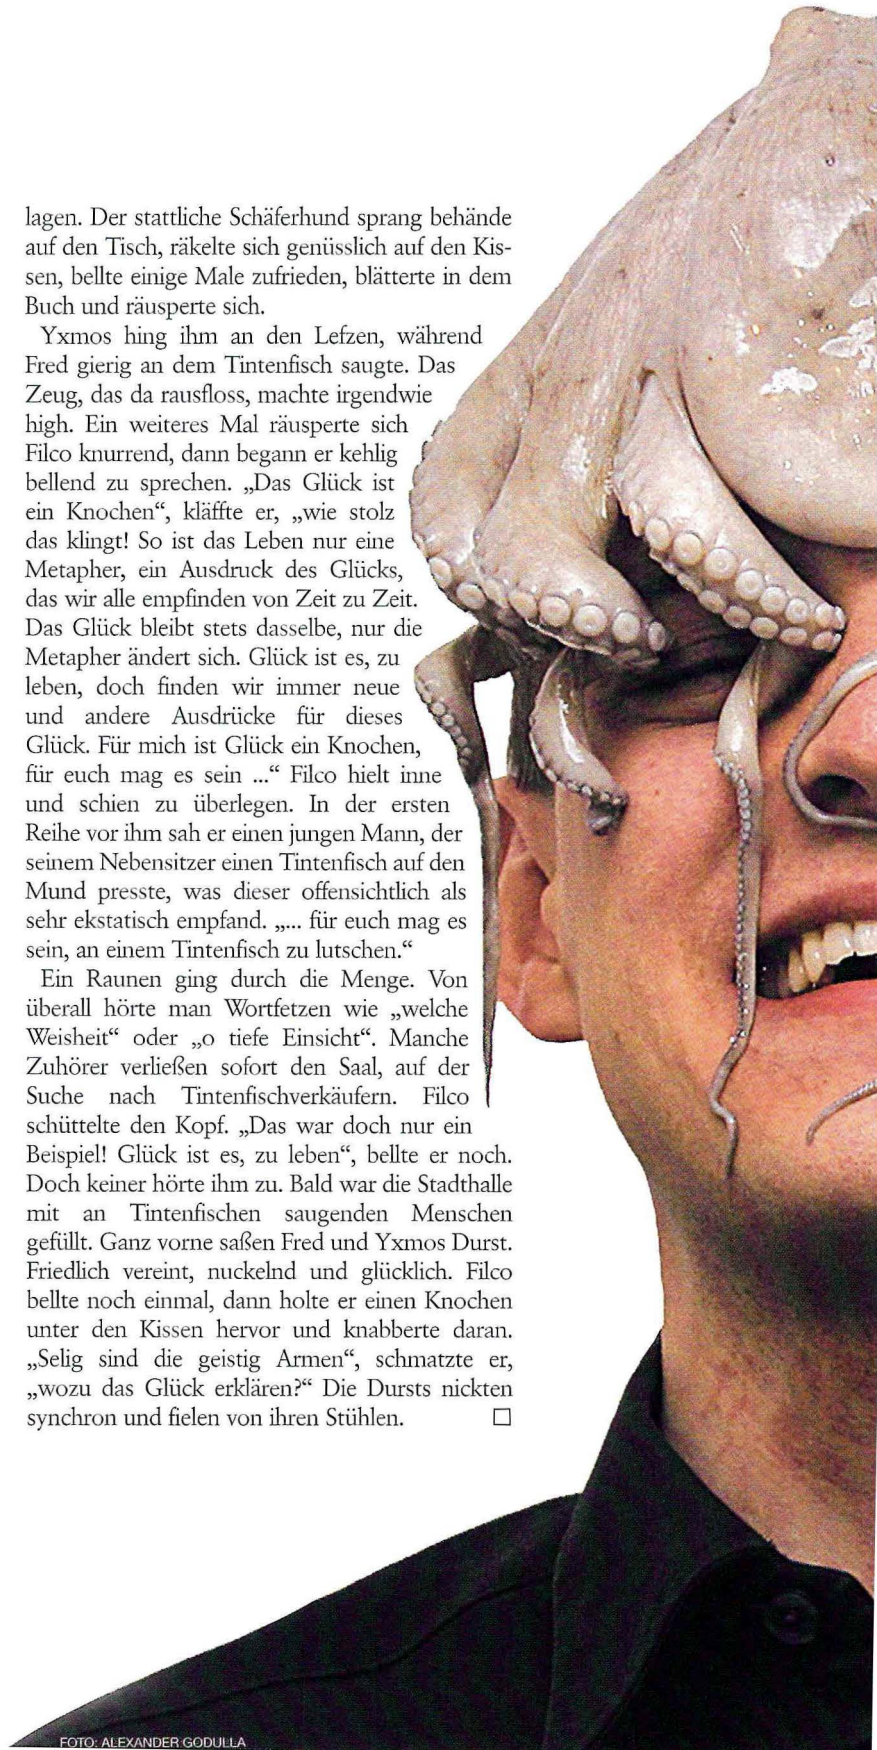 lagen. Der stattliche Schäferhund sprang behände
auf den Tisch, räkelte sich genüsslich auf den Kis-
sen, bellte einige Male zufrieden, blätterte in dem
Buch und räusperte sich.
Yxmos hing ihm an den Lefzen, während
Fred gierig an dem Tintenfisch saugte. Das
Zeug, das da rausfloss, machte irgendwie
high. Ein weiteres Mal räusperte sich
Filco knurrend, dann begann er kehlig
bellend zu sprechen. „Das Glück ist
ein Knochen“, kläffte er, „wie stolz
das klingt! So ist das Leben nur eine
Metapher, ein Ausdruck des Glücks,
das wir alle empfinden von Zeit zu Zeit.
Das Glück bleibt stets dasselbe, nur die
Metapher ändert sich. Glück ist es, zu
leben, doch finden wir immer neue
und andere Ausdrücke für dieses
Glück. Für mich ist Glück ein Knochen,
für euch mag es sein ...“ Filco hielt inne
und schien zu überlegen. In der ersten
Reihe vor ihm sah er einen jungen Mann, der
seinem Nebensitzer einen Tintenfisch auf den
Mund presste, was dieser offensichtlich als
sehr ekstatisch empfand. „... für euch mag es
sein, an einem Tintenfisch zu lutschen.“
Ein Raunen ging durch die Menge. Von
überall hörte man Wortfetzen wie „welche
Weisheit“ oder „o tiefe Einsicht“. Manche
Zuhörer verließen sofort den Saal, auf der
Suche nach Tintenfischverkäufern. Filco
schüttelte den Kopf. „Das war doch nur ein
Beispiel! Glück ist es, zu leben“, bellte er noch.
Doch keiner hörte ihm zu. Bald war die Stadthalle
mit an Tintenfischen saugenden Menschen
gefüllt. Ganz vorne saßen Fred und Yxmos Durst.
Friedlich vereint, nuckelnd und glücklich. Filco
bellte noch einmal, dann holte er einen Knochen
unter den Kissen hervor und knabberte daran.
„Selig sind die geistig Armen“, schmatzte er,
„wozu das Glück erklären?“ Die Dursts nickten
synchron und fielen von ihren Stühlen. □
FOTO: ALEXANDER GODULLA